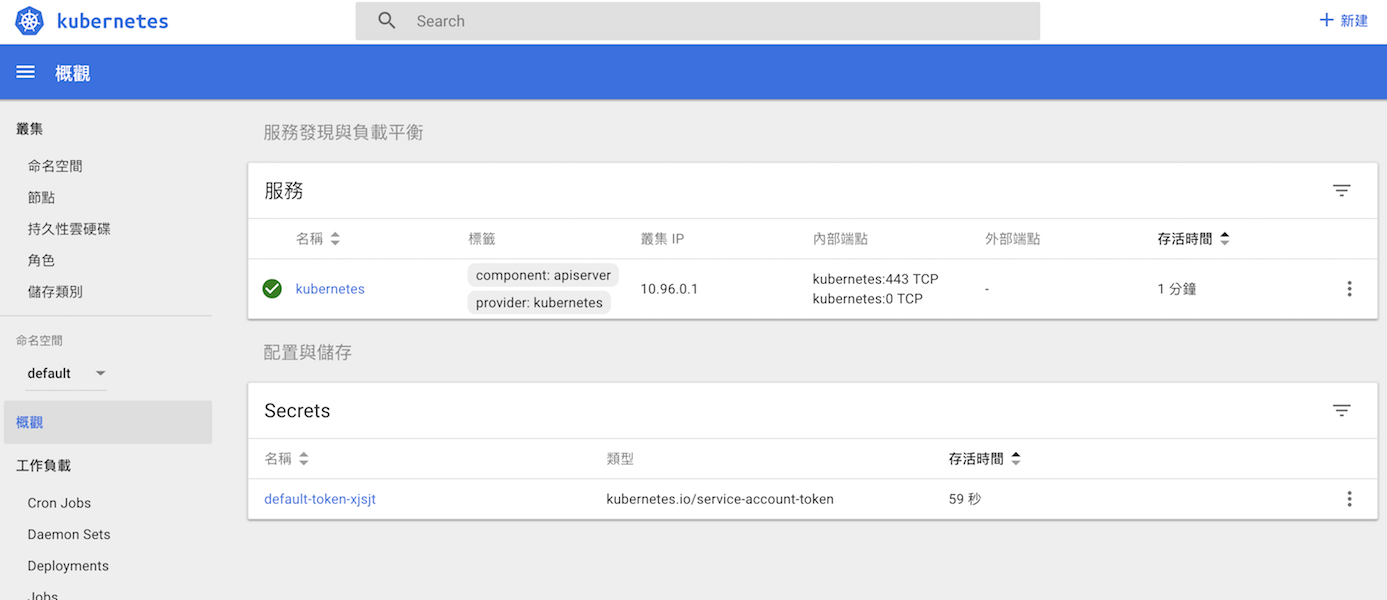 kubernetes
Search
新建
概觀
叢集
命名空間
節點
持久性雲硬碟
角色
儲存類別
命名空間
default
概觀
工作負載
Cron Jobs
Daemon Sets
Deployments
Jobs
服務發現與負載平衡
服務
名稱 標籤 叢集 IP 內部端點 外部端點 存活時間
kubernetes component: apiserver 10.96.0.1 kubernetes:443 TCP - 1 分鐘
provider: kubernetes kubernetes:0 TCP
配置與儲存
Secrets
名稱 類型 存活時間
default-token-xjsjt kubernetes.io/service-account-token 59 秒